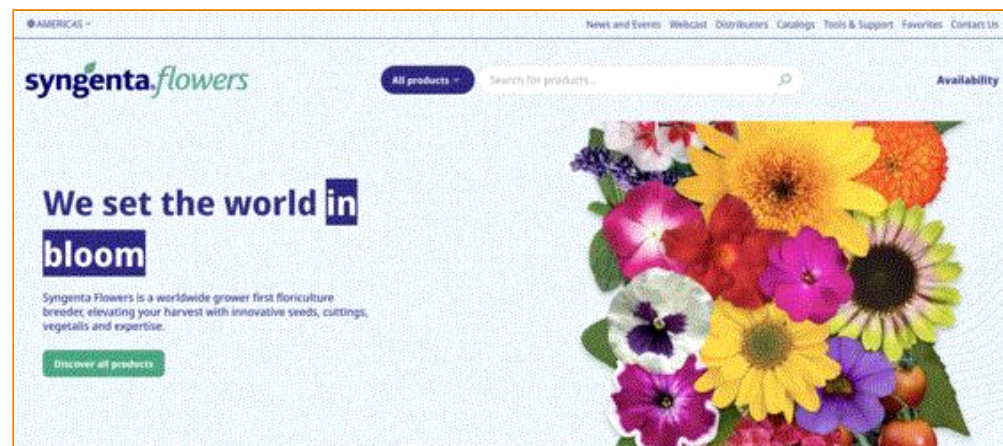 AMERICAS
News and Events Webcast Distributors Catalogs Tools & Support Favorites Contact Us
syngenta flowers
All products
Search for products...
Availability
We set the world in
bloom
Syngenta Flowers is a worldwide grower first floriculture
breeder, elevating your harvest with innovative seeds, cuttings,
vegetalis and expertise.
Discover all products